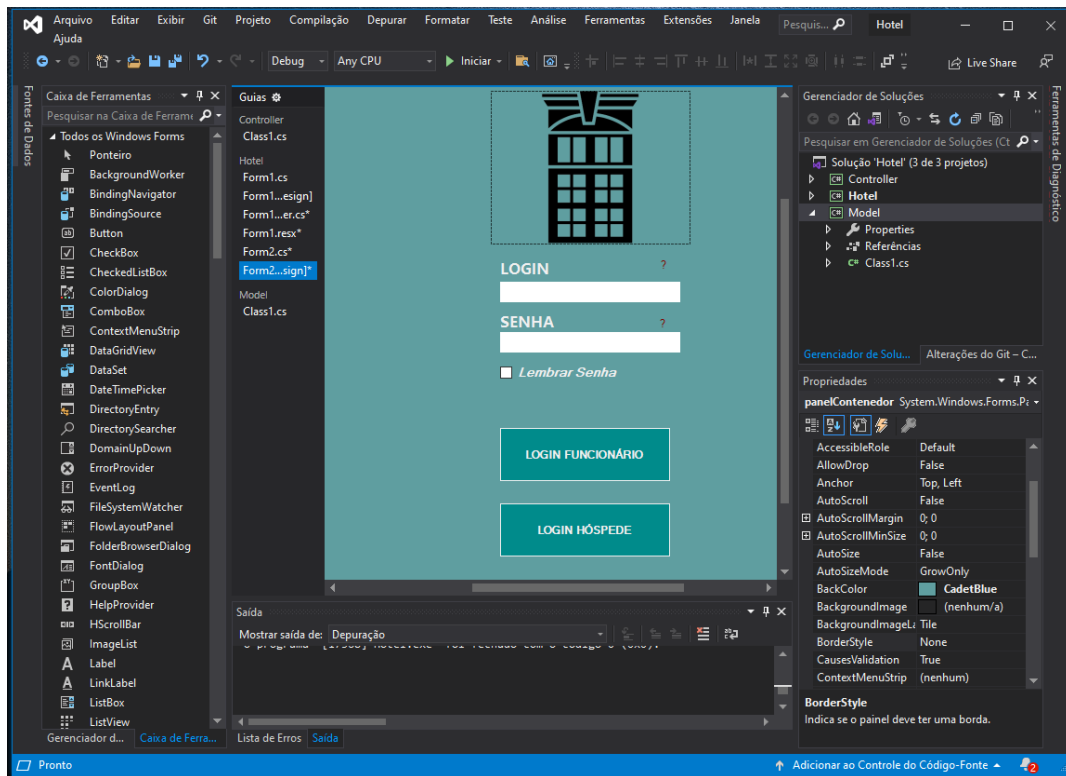 Arquivo Editar Exibir Git Projeto Compilação Depurar Formatar Teste Análise Ferramentas Extensões Janela Pesquis... Hotel
Ajuda
Debug Any CPU Iniciar Live Share
Fontes de Dados
Caixa de Ferramentas
Pesquisar na Caixa de Ferrame
Todos os Windows Forms
Ponteiro
BackgroundWorker
BindingNavigator
BindingSource
Button
CheckBox
CheckedListBox
ColorDialog
ComboBox
ContextMenuStrip
DataGridView
DataSet
DateTimePicker
DirectoryEntry
DirectorySearcher
DomainUpDown
ErrorProvider
EventLog
FileSystemWatcher
FlowLayoutPanel
FolderBrowserDialog
FontDialog
GroupBox
HelpProvider
HScrollBar
ImageList
Label
LinkLabel
ListBox
ListView
Gerenciador d... Caixa de Ferra...
Guias
Controller
Class1.cs
Hotel
Form1.cs
Form1...esign]
Form1...er.cs*
Form1.resx*
Form2.cs*
Form2...sign]*
Model
Class1.cs
LOGIN ?
SENHA ?
Lembrar Senha
LOGIN FUNCIONÁRIO
LOGIN HÓSPEDE
Saída
Mostrar saída de: Depuração
Lista de Erros Saída
Gerenciador de Soluções
Pesquisar em Gerenciador de Soluções (Ct
Solução 'Hotel' (3 de 3 projetos)
Controller
Hotel
Model
Properties
Referências
Class1.cs
Gerenciador de Solu... Alterações do Git – C...
Propriedades
panelContenedor System.Windows.Forms.Pa
AccessibleRole Default
AllowDrop False
Anchor Top, Left
AutoScroll False
AutoScrollMargin 0; 0
AutoScrollMinSize 0; 0
AutoSize False
AutoSizeMode GrowOnly
BackColor CadetBlue
BackgroundImage (nenhum/a)
BackgroundImageLa Tile
BorderStyle None
CausesValidation True
ContextMenuStrip (nenhum)
BorderStyle
Indica se o painel deve ter uma borda.
Ferramentas de Diagnóstico
Pronto Adicionar ao Controle do Código-Fonte 2